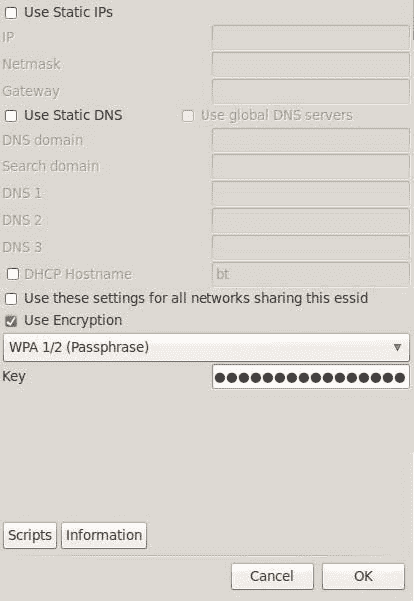 Use Static IPs
IP
Netmask
Gateway
Use Static DNS Use global DNS servers
DNS domain
Search domain
DNS 1
DNS 2
DNS 3
DHCP Hostname bt
Use these settings for all networks sharing this essid
Use Encryption
WPA 1/2 (Passphrase)
Key ●●●●●●●●●●●●●●●●
Scripts Information
Cancel OK